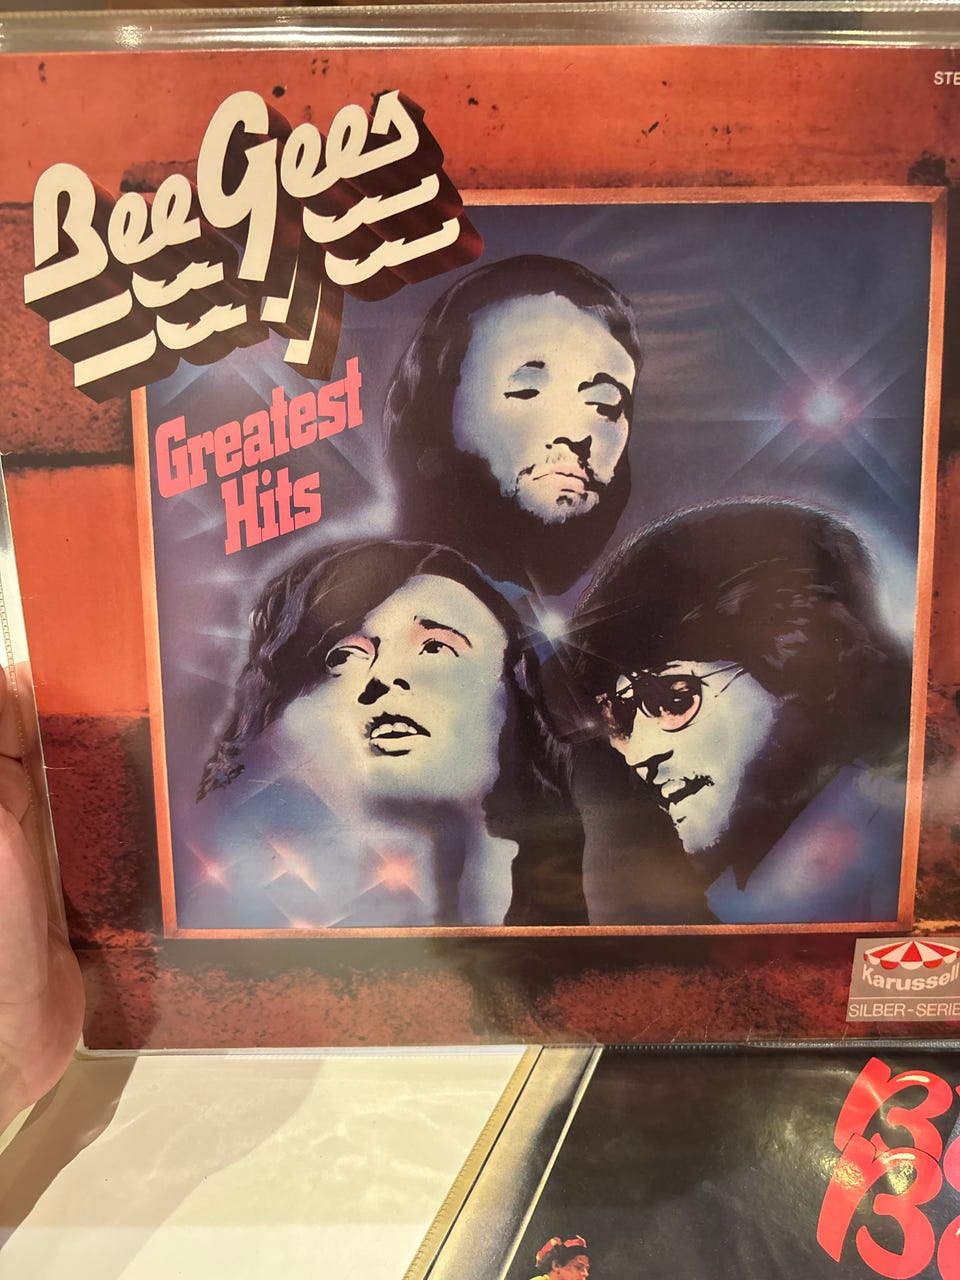 STE
Bee Gees
Greatest
Hits
Karussell
SILBER-SERIE